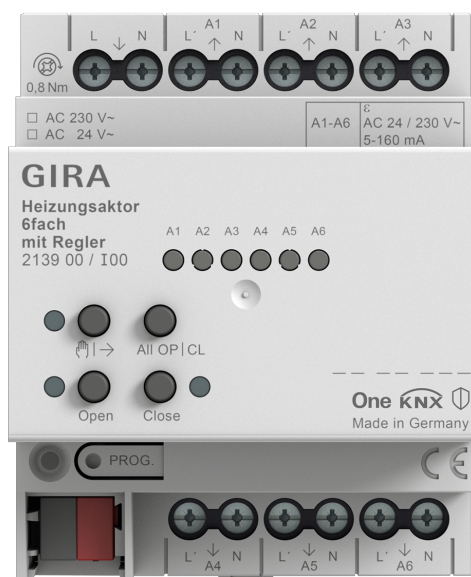 A1 A2 A3
L ↓ N L´ ↑ N L´ ↑ N L´ ↑ N
0,8 Nm
□ AC 230 V~
□ AC 24 V~
A1-A6
ε
AC 24 / 230 V~
5-160 mA
GIRA
Heizungsaktor
6fach
mit Regler
2139 00 / I00
A1 A2 A3 A4 A5 A6
|→ All OP|CL
Open Close
One KNX
Made in Germany
PROG.
CE
L´ ↓ N L´ ↓ N L´ ↓ N
A4 A5 A6